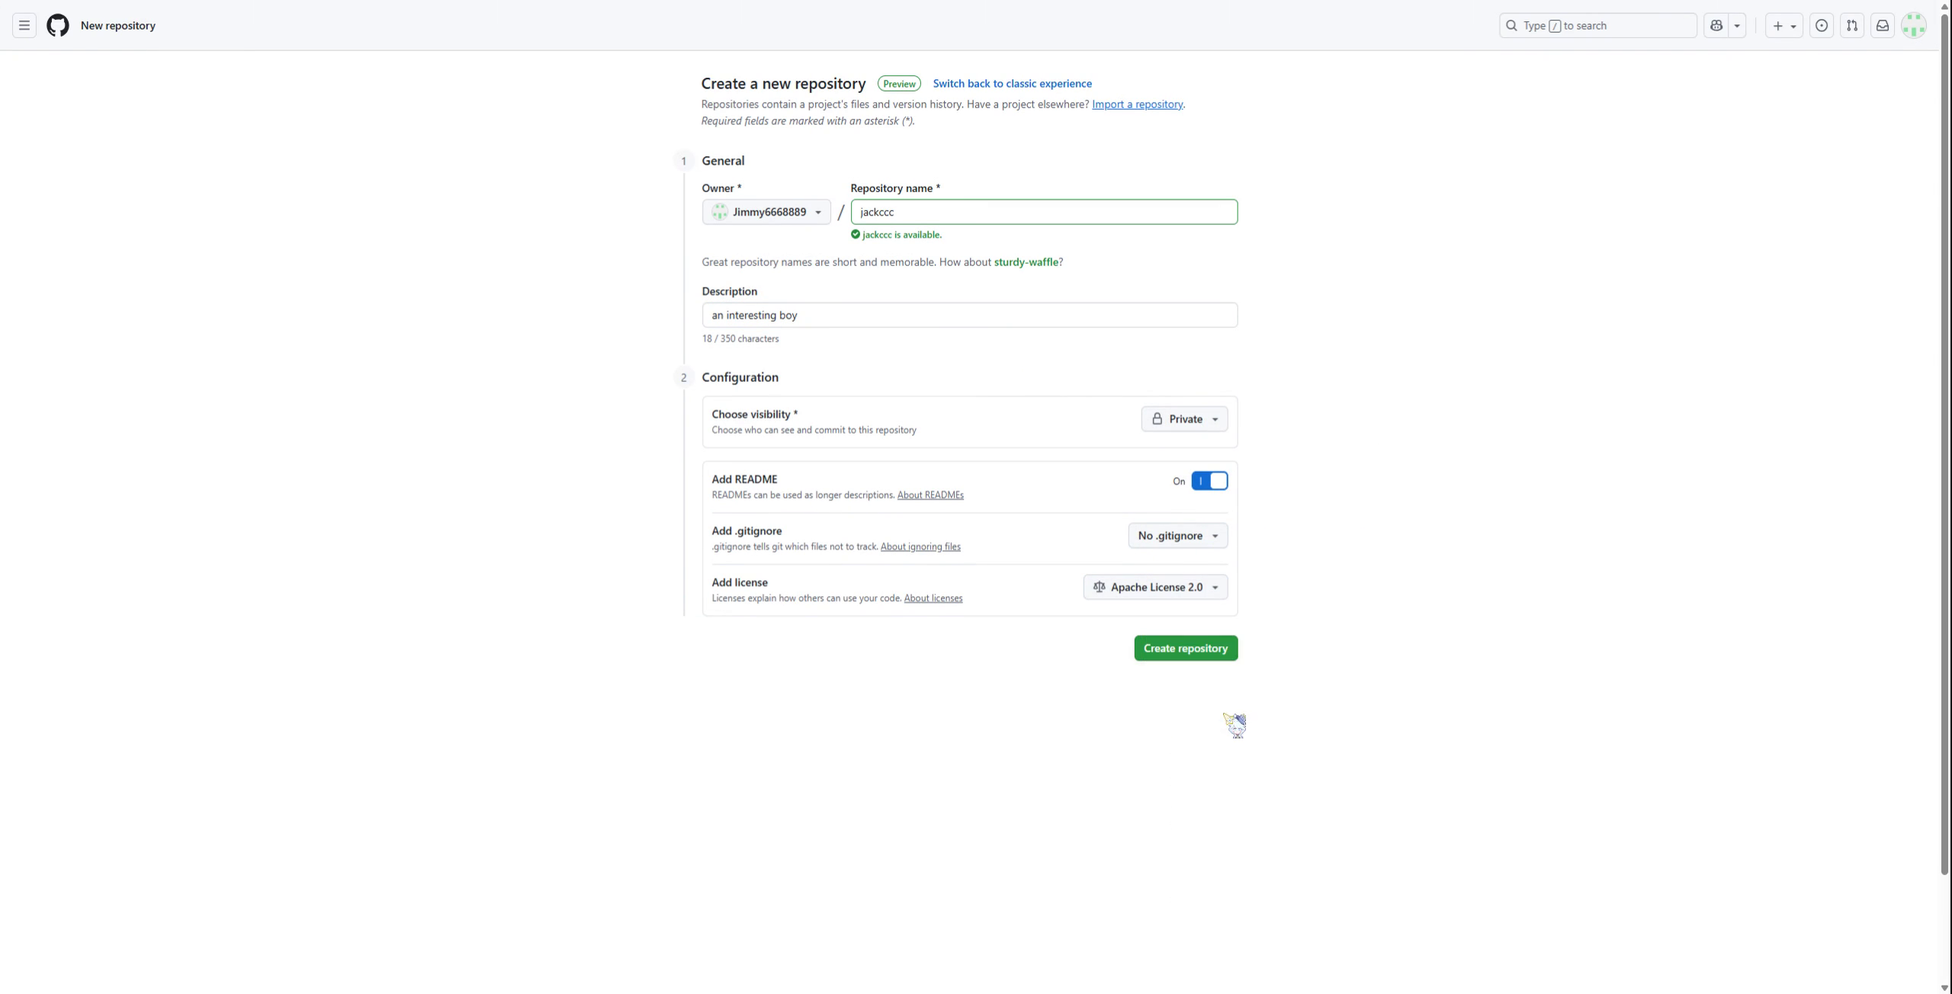 New repository
Type / to search
Create a new repository Preview Switch back to classic experience
Repositories contain a project's files and version history. Have a project elsewhere? Import a repository.
Required fields are marked with an asterisk (*).
1 General
Owner * Repository name *
Jimmy6668889 / jackccc
jackccc is available.
Great repository names are short and memorable. How about sturdy-waffle?
Description
an interesting boy
18 / 350 characters
2 Configuration
Choose visibility * Private
Choose who can see and commit to this repository
Add README On
READMEs can be used as longer descriptions. About READMEs
Add .gitignore No .gitignore
.gitignore tells git which files not to track. About ignoring files
Add license Apache License 2.0
Licenses explain how others can use your code. About licenses
Create repository